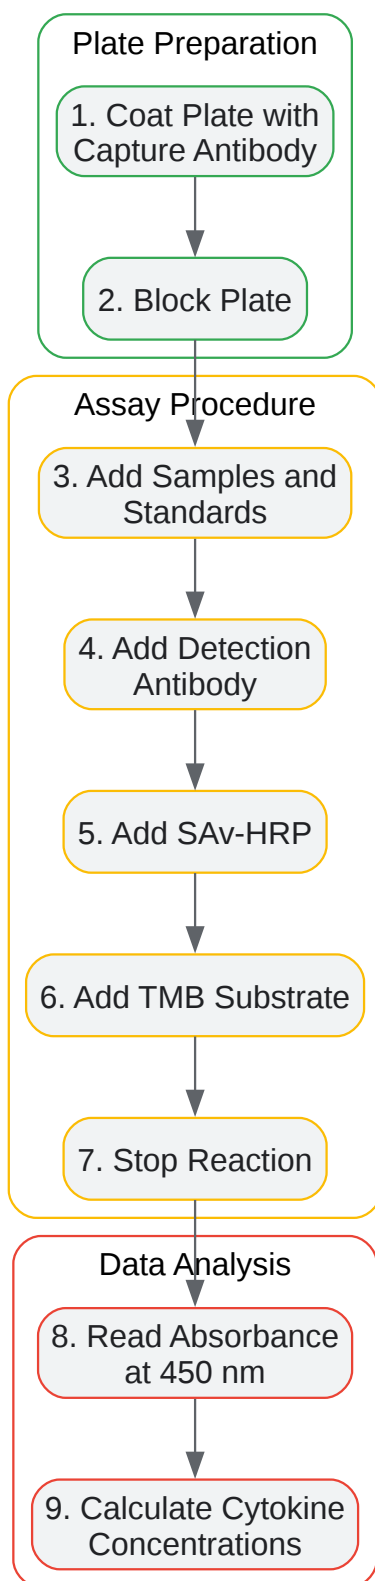 Plate Preparation
1. Coat Plate with
Capture Antibody
2. Block Plate
Assay Procedure
3. Add Samples and
Standards
4. Add Detection
Antibody
5. Add SAv-HRP
6. Add TMB Substrate
7. Stop Reaction
Data Analysis
8. Read Absorbance
at 450 nm
9. Calculate Cytokine
Concentrations